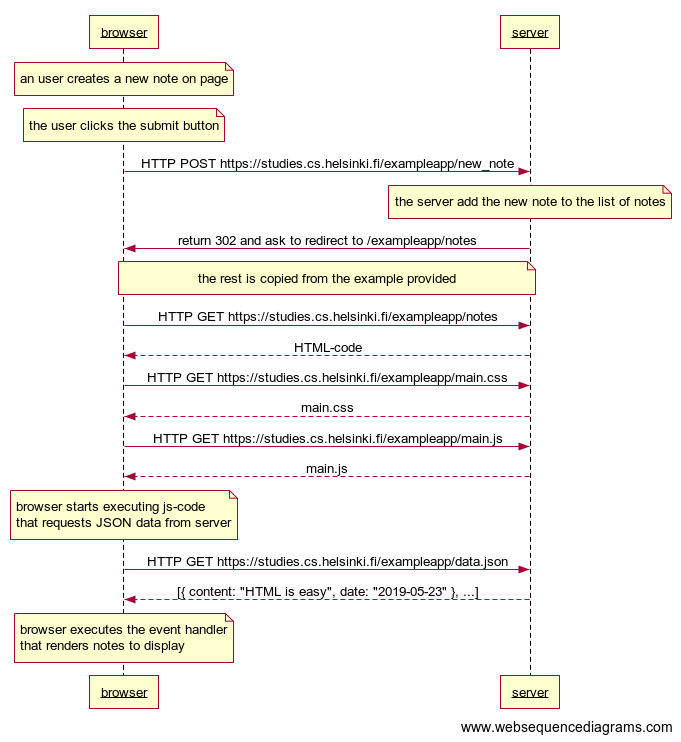 browser
server
an user creates a new note on page
the user clicks the submit button
HTTP POST https://studies.cs.helsinki.fi/exampleapp/new_note
the server add the new note to the list of notes
return 302 and ask to redirect to /exampleapp/notes
the rest is copied from the example provided
HTTP GET https://studies.cs.helsinki.fi/exampleapp/notes
HTML-code
HTTP GET https://studies.cs.helsinki.fi/exampleapp/main.css
main.css
HTTP GET https://studies.cs.helsinki.fi/exampleapp/main.js
main.js
browser starts executing js-code
that requests JSON data from server
HTTP GET https://studies.cs.helsinki.fi/exampleapp/data.json
[{ content: "HTML is easy", date: "2019-05-23" }, ...]
browser executes the event handler
that renders notes to display
browser
server
www.websequencediagrams.com